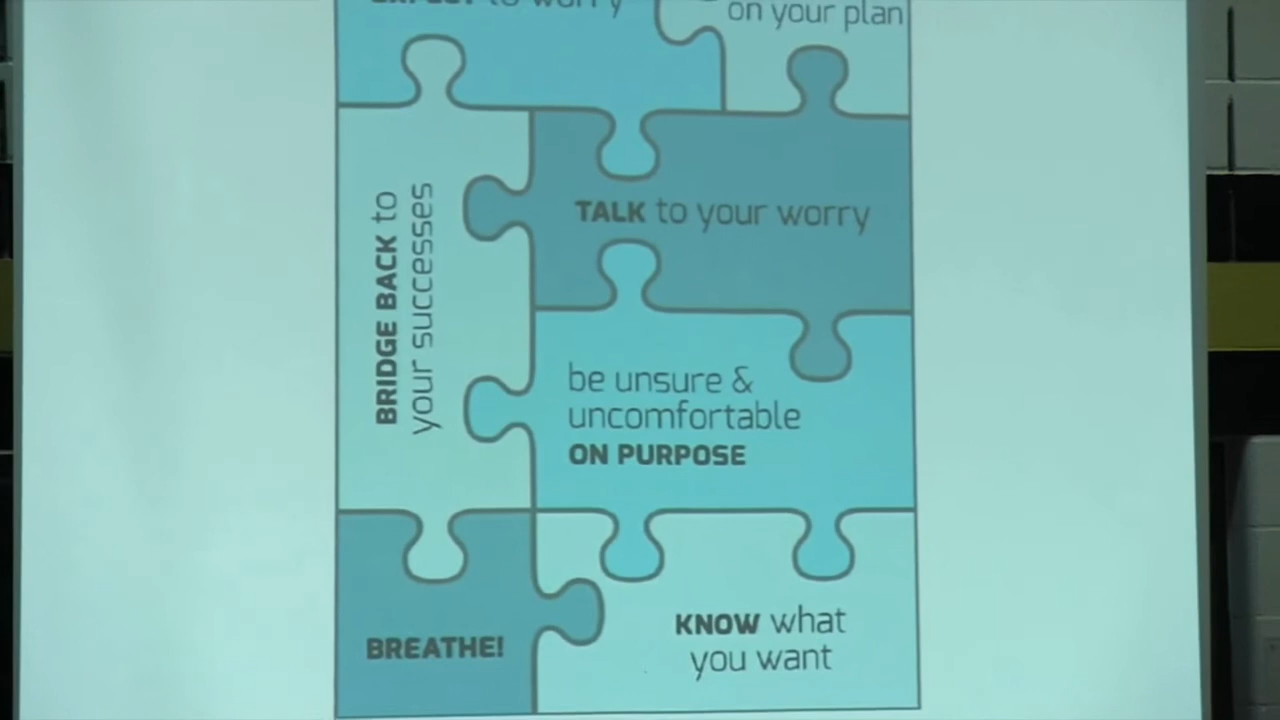 EXPECT to worry
on your plan
TALK to your worry
BRIDGE BACK to
your successes
be unsure &
uncomfortable
ON PURPOSE
BREATHE!
KNOW what
you want